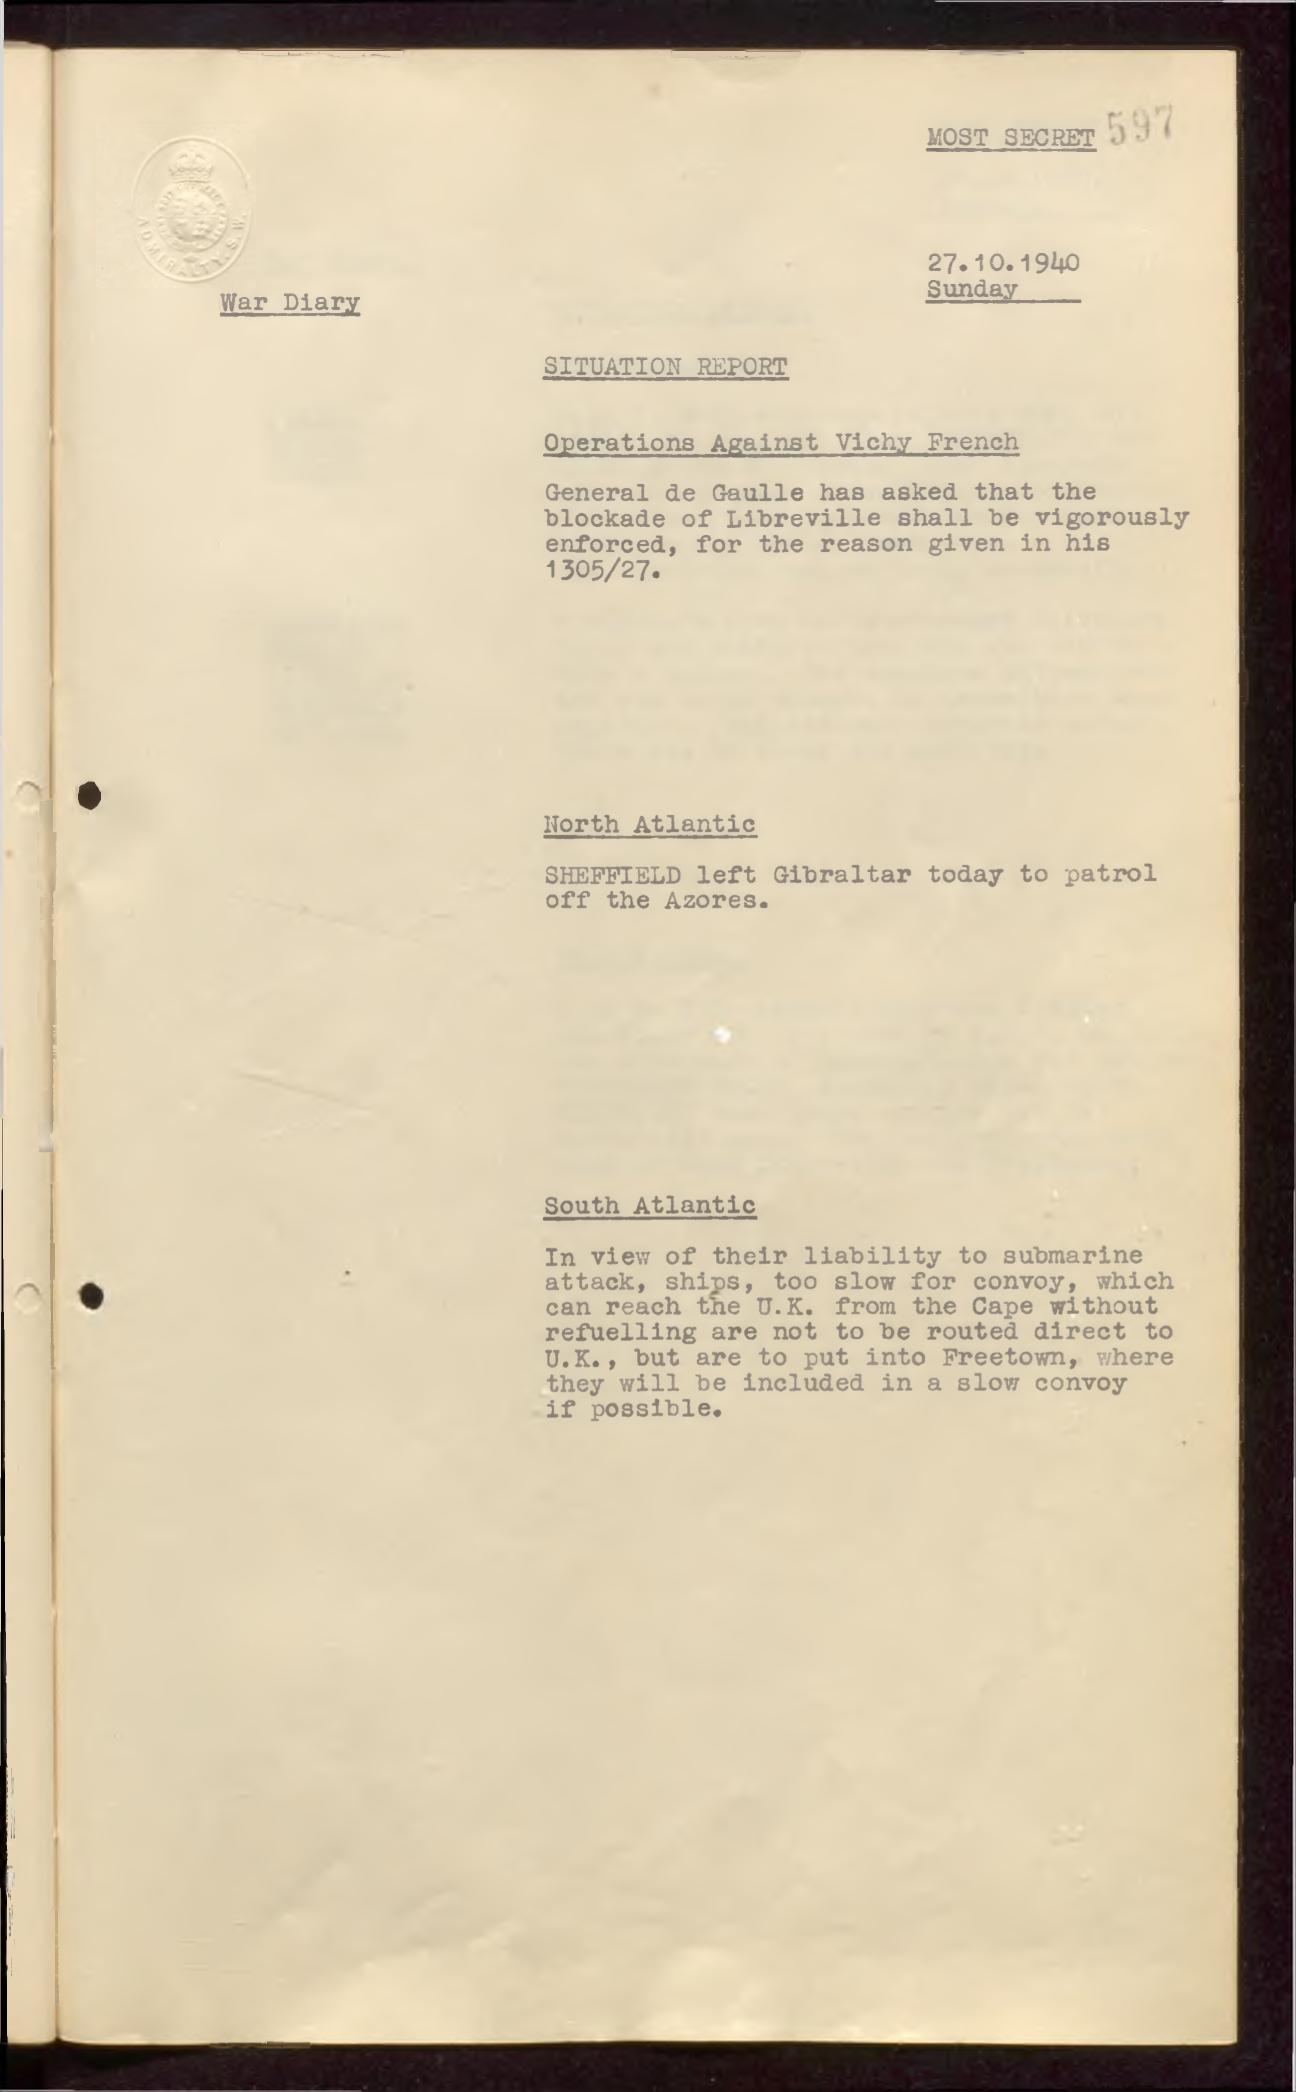 MOST SECRET 597
ADMIRALTY. S.W.
27.10.1940
Sunday
War Diary
SITUATION REPORT
Operations Against Vichy French
General de Gaulle has asked that the
blockade of Libreville shall be vigorously
enforced, for the reason given in his
1305/27.
North Atlantic
SHEFFIELD left Gibraltar today to patrol
off the Azores.
South Atlantic
In view of their liability to submarine
attack, ships, too slow for convoy, which
can reach the U.K. from the Cape without
refuelling are not to be routed direct to
U.K., but are to put into Freetown, where
they will be included in a slow convoy
if possible.